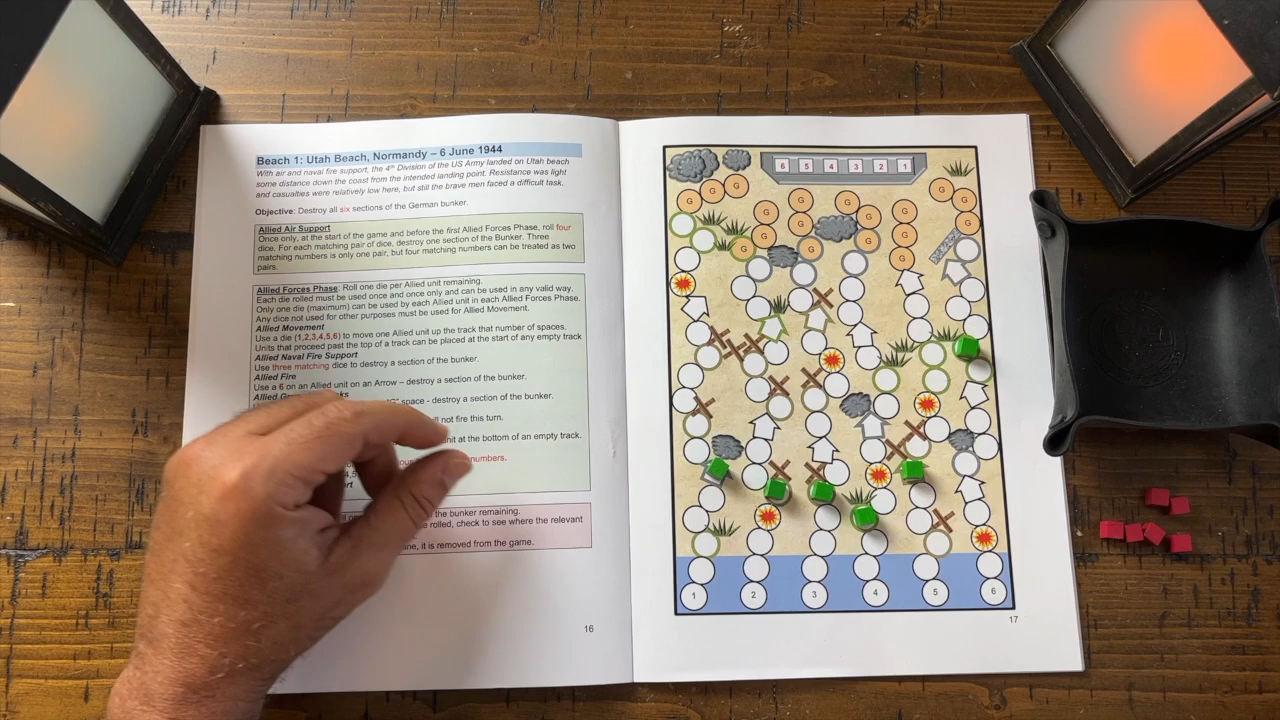 Beach 1: Utah Beach, Normandy – 6 June 1944
With air and naval fire support, the 4th Division of the US Army landed on Utah beach
some distance down the coast from the intended landing point. Resistance was light
and casualties were relatively low here, but still the brave men faced a difficult task.
Objective: Destroy all six sections of the German bunker.
Allied Air Support
Once only, at the start of the game and before the first Allied Forces Phase, roll four
dice. For each matching pair of dice, destroy one section of the Bunker. Three
matching numbers is only one pair, but four matching numbers can be treated as two
pairs.
Allied Forces Phase: Roll one die per Allied unit remaining.
Each die rolled must be used once and once only and can be used in any valid way.
Only one die (maximum) can be used by each Allied unit in each Allied Forces Phase.
Any dice not used for other purposes must be used for Allied Movement.
Allied Movement
Use a die (1,2,3,4,5,6) to move one Allied unit up the track that number of spaces.
Units that proceed past the top of a track can be placed at the start of any empty track
Allied Naval Fire Support
Use three matching dice to destroy a section of the bunker.
Allied Fire
Use a 6 on an Allied unit on an Arrow – destroy a section of the bunker.
Allied
space - destroy a section of the bunker.
not fire this turn.
at the bottom of an empty track.
numbers.
the bunker remaining.
rolled, check to see where the relevant
it is removed from the game.
16
6 5 4 3 2 1
G G G G G G G
G G G G
G G G G
G G
1 2 3 4 5 6
17